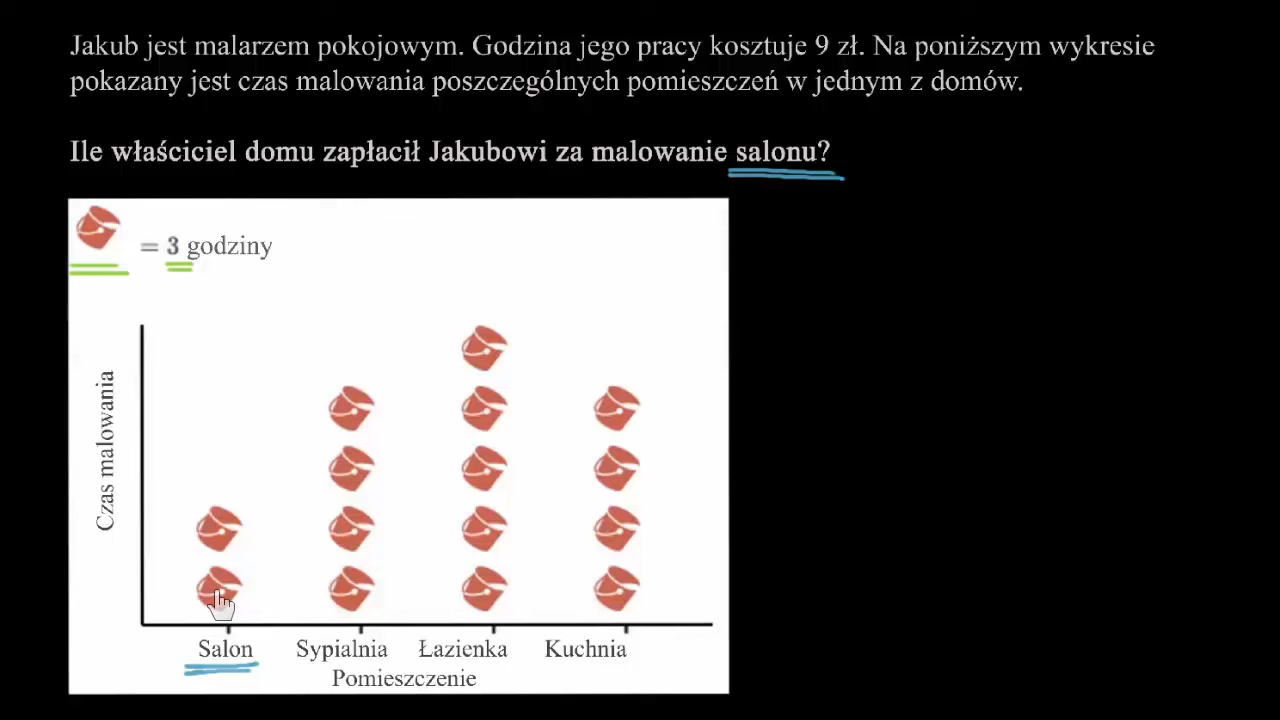 Jakub jest malarzem pokojowym. Godzina jego pracy kosztuje 9 zł. Na poniższym wykresie
pokazany jest czas malowania poszczególnych pomieszczeń w jednym z domów.
Ile właściciel domu zapłacił Jakubowi za malowanie salonu?
= 3 godziny
Czas malowania
Salon Sypialnia Łazienka Kuchnia
Pomieszczenie